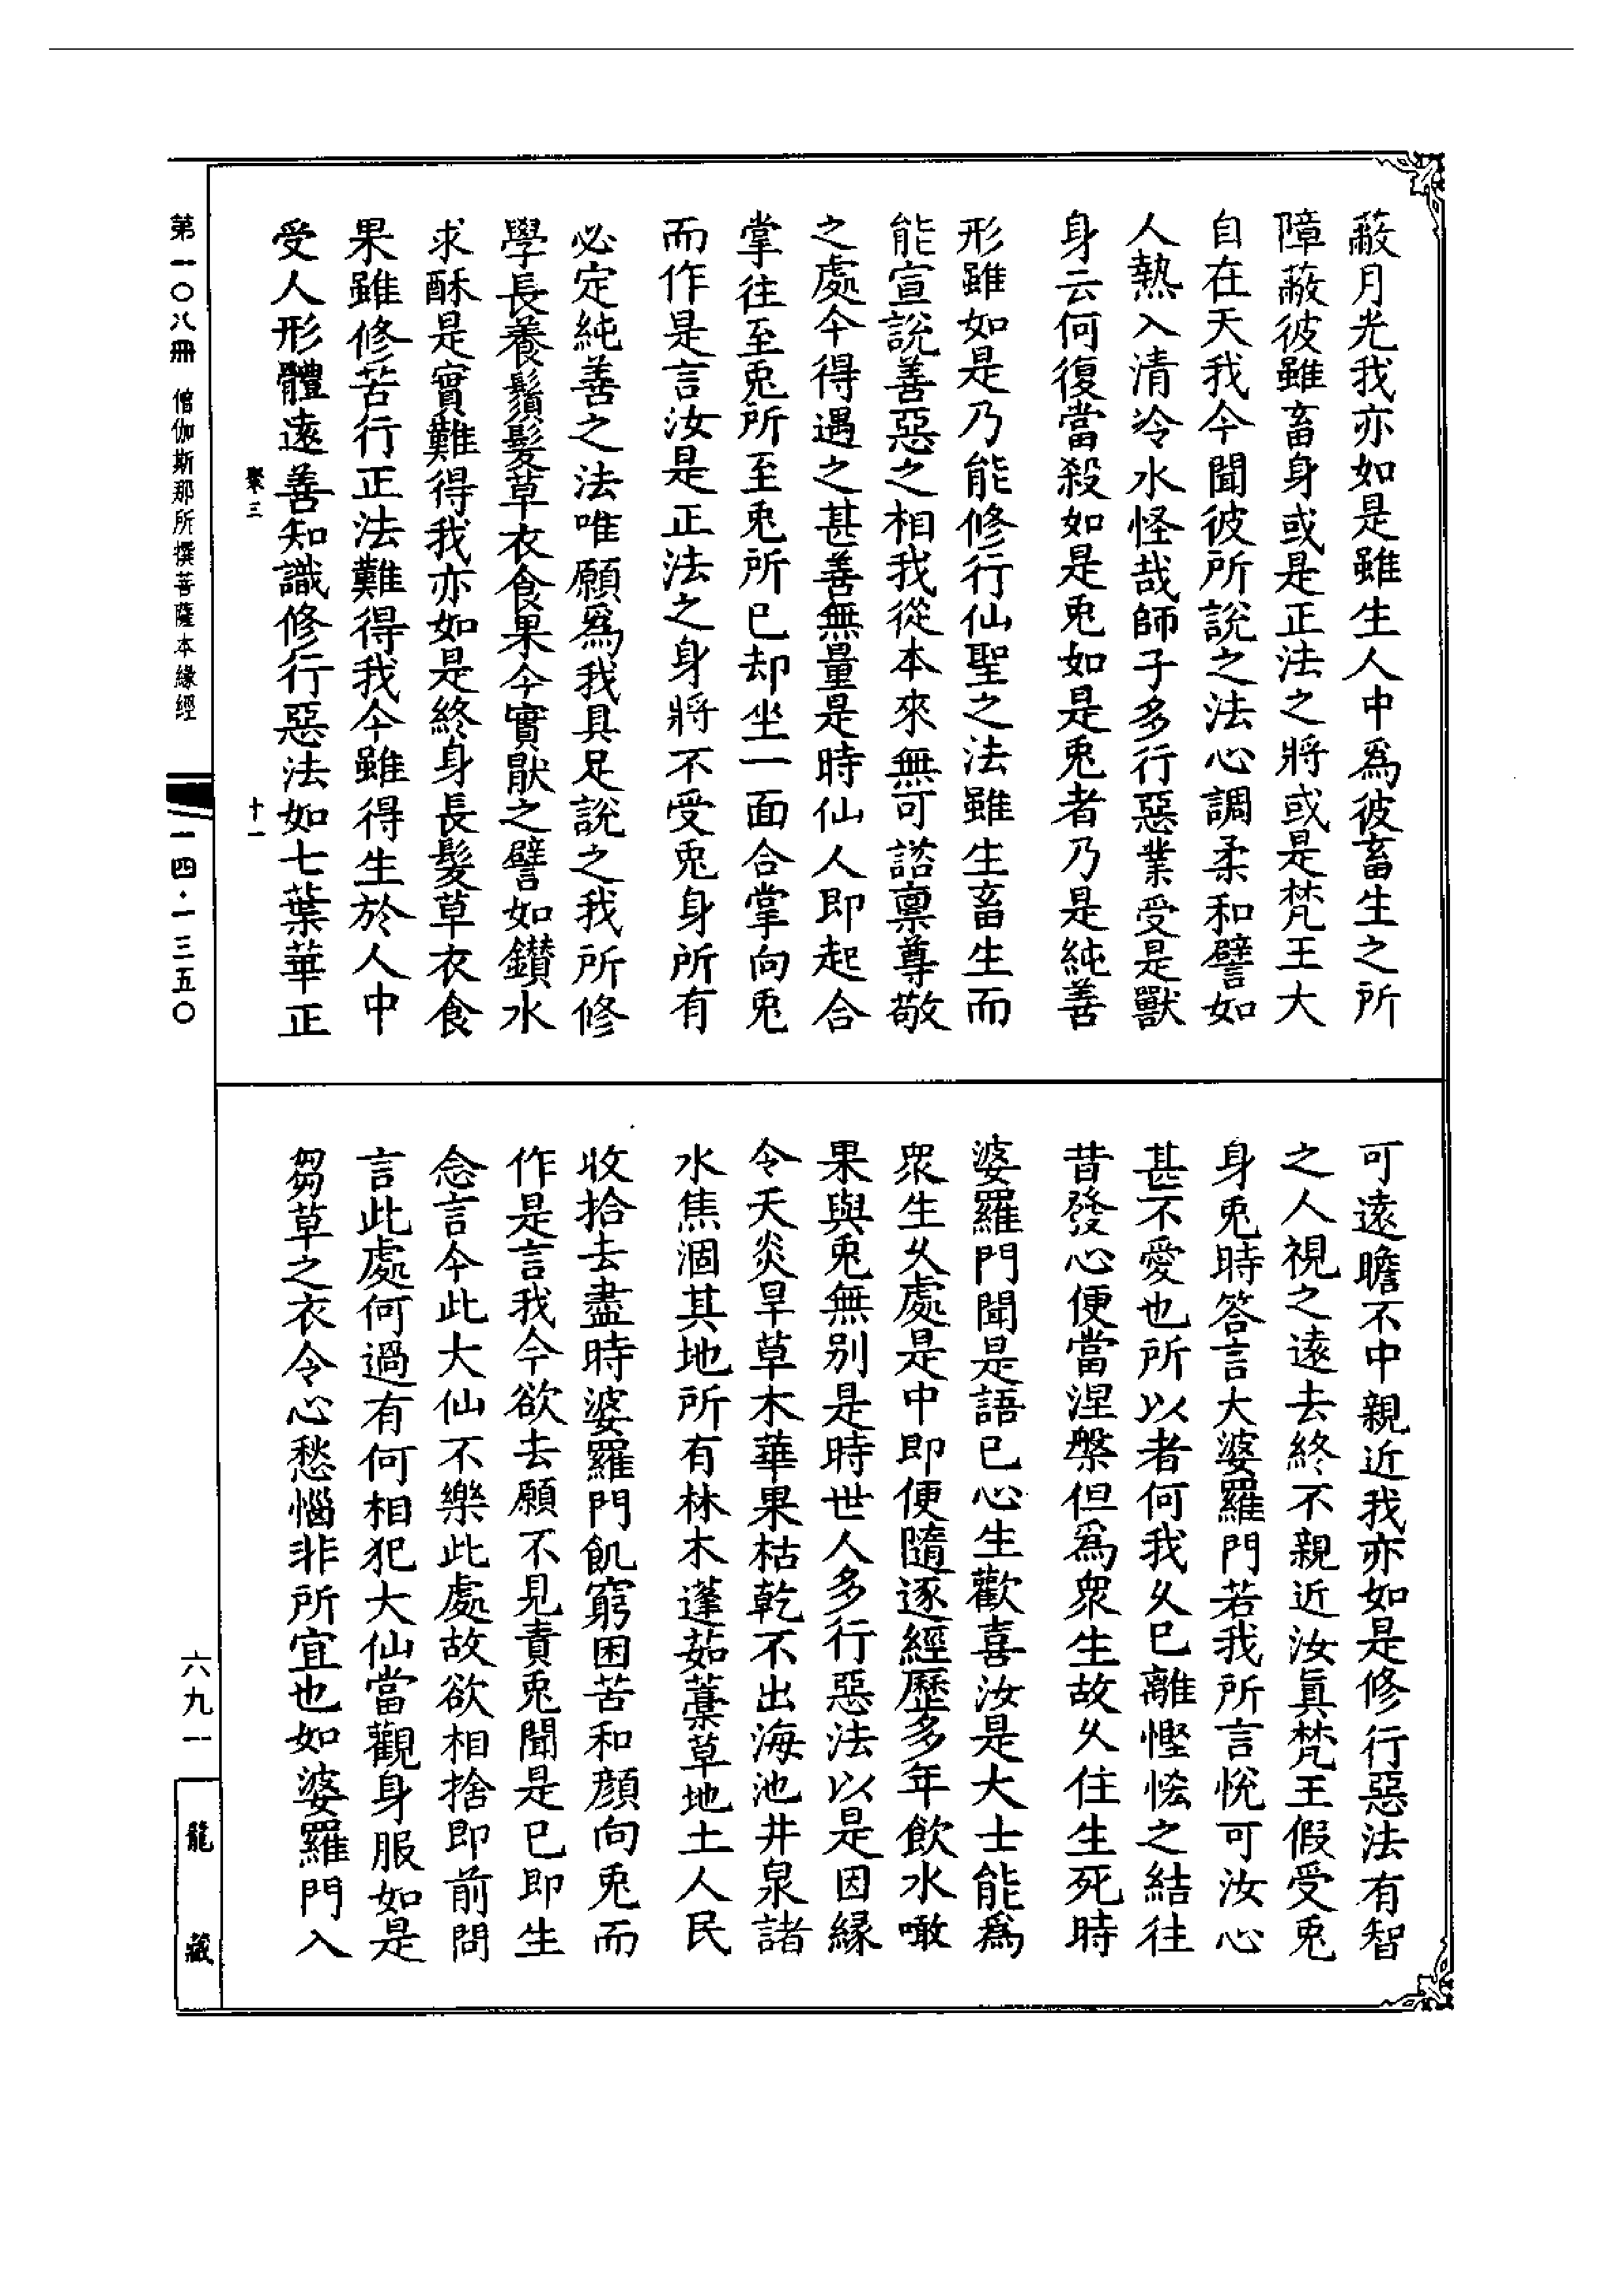 蔽月光我亦如是雖生人中爲彼畜生之所
障蔽彼雖畜身或是正法之將或是梵王大
自在天我今聞彼所說之法心調柔和譬如
人熱入清冷水怪哉師子多行惡業受是獸
身云何復當殺如是兎如是兎者乃是純善
形雖如是乃能修行仙聖之法雖生畜生而
能宣說善惡之相我從本來無可諮禀尊敬
之處今得遇之甚善無量是時仙人即起合
掌往至兎所至兎所已却坐一面合掌向兎
而作是言汝是正法之身將不受兎身所有
必定純善之法唯願爲我具足說之我所修
學長養鬚髮草衣食果今實猒之譬如鑚水
求酥是實難得我亦如是終身長髮草衣食
果雖修苦行正法難得我今雖得生於人中
受人形體遠善知識修行惡法如七葉華正
聚三
十一
可遠瞻不中親近我亦如是修行惡法有智
之人視之遠去終不親近汝眞梵王假受兎
身兎時答言大婆羅門若我所言悅可汝心
甚不愛也所以者何我久已離慳悋之結往
昔發心便當涅槃但爲衆生故久住生死時
婆羅門聞是語已心生歡喜汝是大士能爲
衆生久處是中即便隨逐經歷多年飲水噉
果與兎無別是時世人多行惡法以是因緣
令天炎旱草木華果枯乾不出海池井泉諸
水焦涸其地所有林木蓬茹藁草地土人民
收拾去盡時婆羅門飢窮困苦和顔向兎而
作是言我今欲去願不見責兎聞是已即生
念言今此大仙不樂此處故欲相捨即前問
言此處何過有何相犯大仙當觀身服如是
芻草之衣令心愁惱非所宜也如婆羅門入
第一〇八冊 僧伽斯那所撰菩薩本緣經
一四·一三五〇
六九一
龍藏